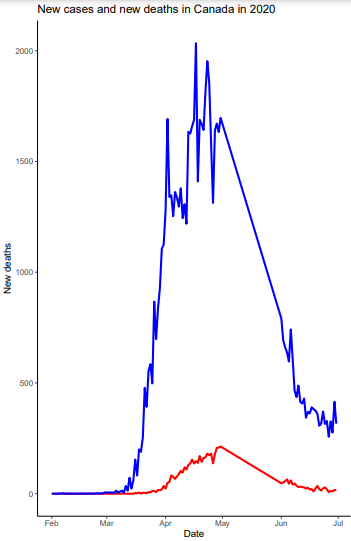 New cases and new deaths in Canada in 2020
2000
1500
1000
500
0
New deaths
Feb Mar Apr May Jun Jul
Date